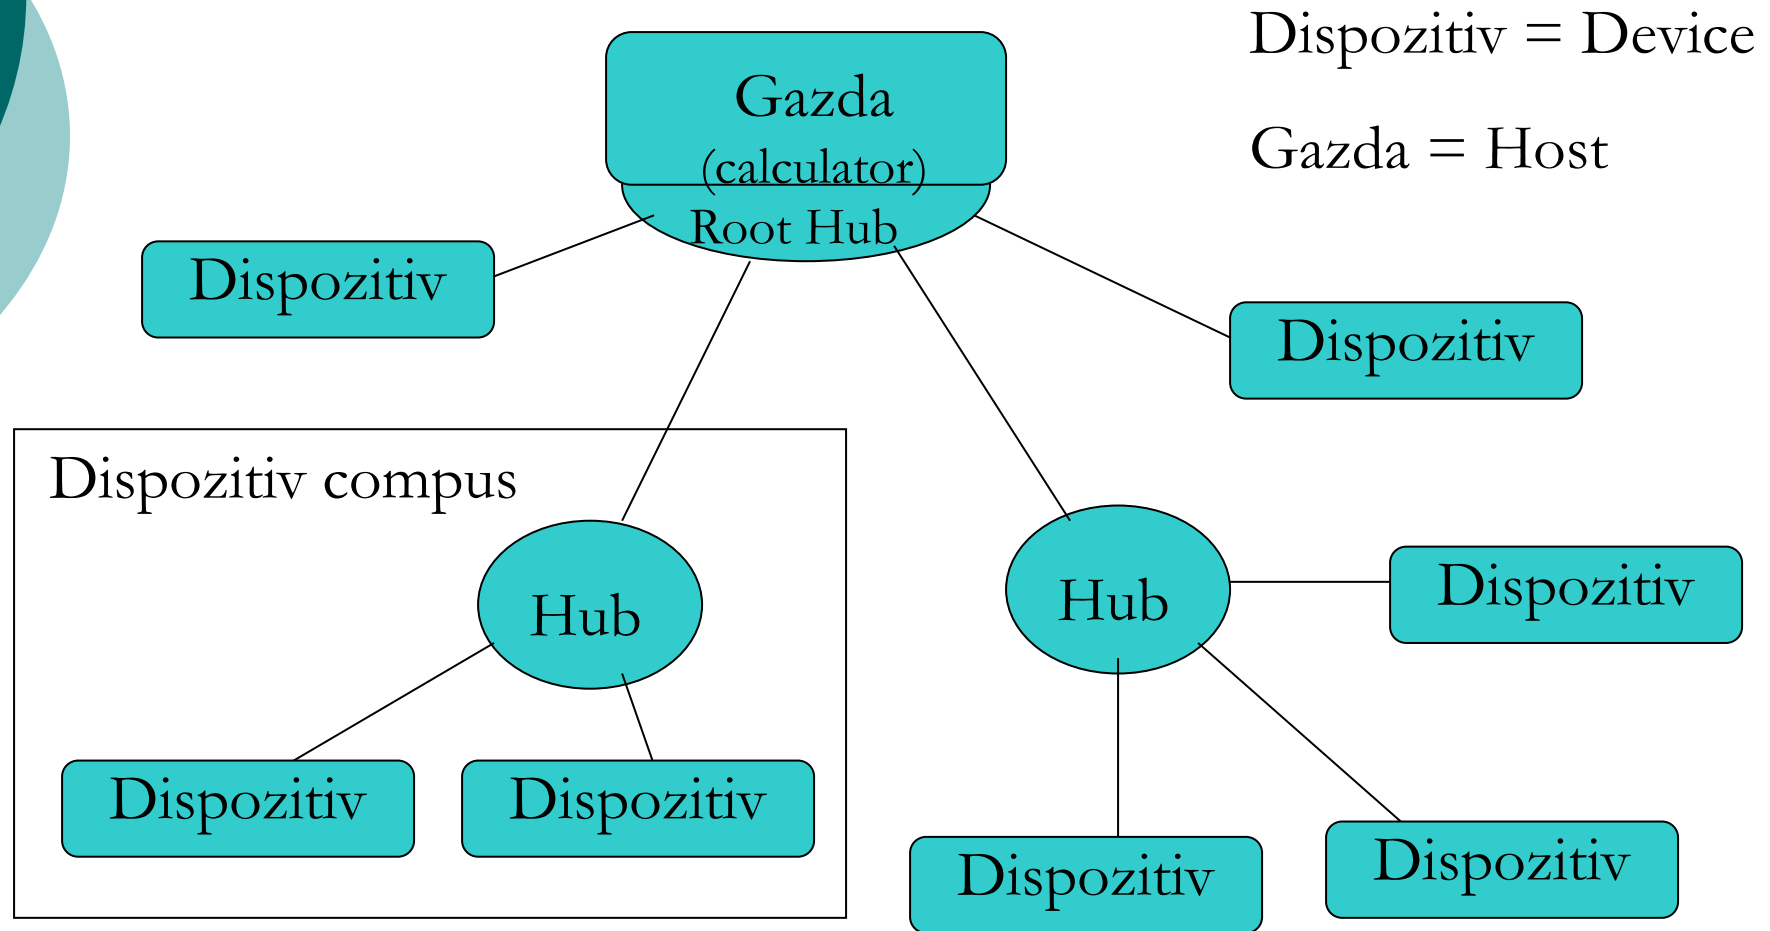 Dispozitiv = Device
Gazda
(calculator)
Gazda = Host
Root Hub
Dispozitiv
Dispozitiv
Dispozitiv compus
Hub
Hub
Dispozitiv
Dispozitiv
Dispozitiv
Dispozitiv
Dispozitiv